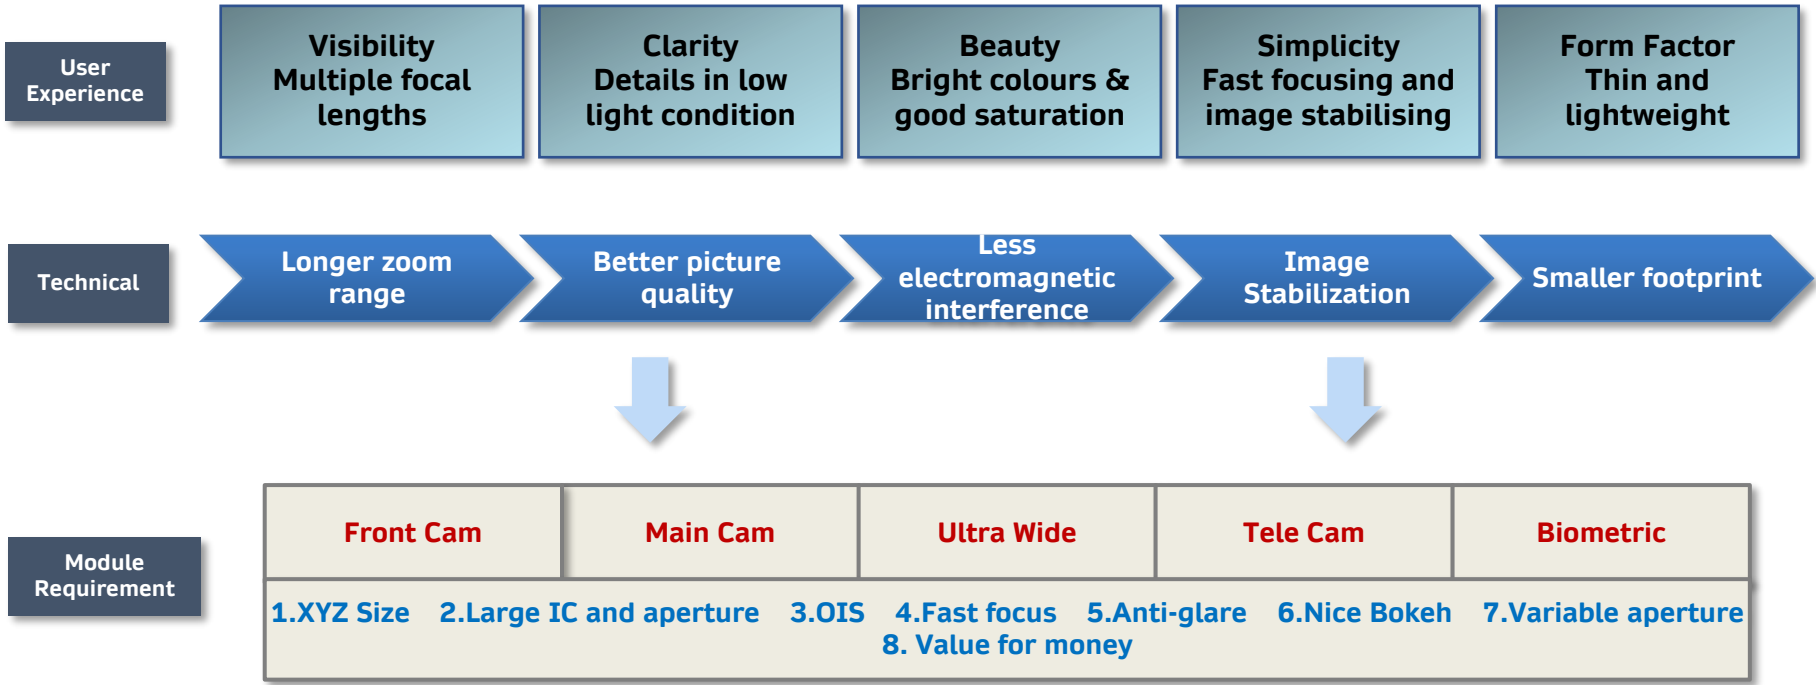 User
Experience
Visibility
Multiple focal
lengths
Clarity
Details in low
light condition
Beauty
Bright colours &
good saturation
Simplicity
Fast focusing and
image stabilising
Form Factor
Thin and
lightweight
Technical
Longer zoom
range
Better picture
quality
Less
electromagnetic
interference
Image
Stabilization
Smaller footprint
Module
Requirement
Front Cam
Main Cam
Ultra Wide
Tele Cam
Biometric
1.XYZ Size 2.Large IC and aperture 3.OIS 4.Fast focus 5.Anti-glare 6.Nice Bokeh 7.Variable aperture
8. Value for money